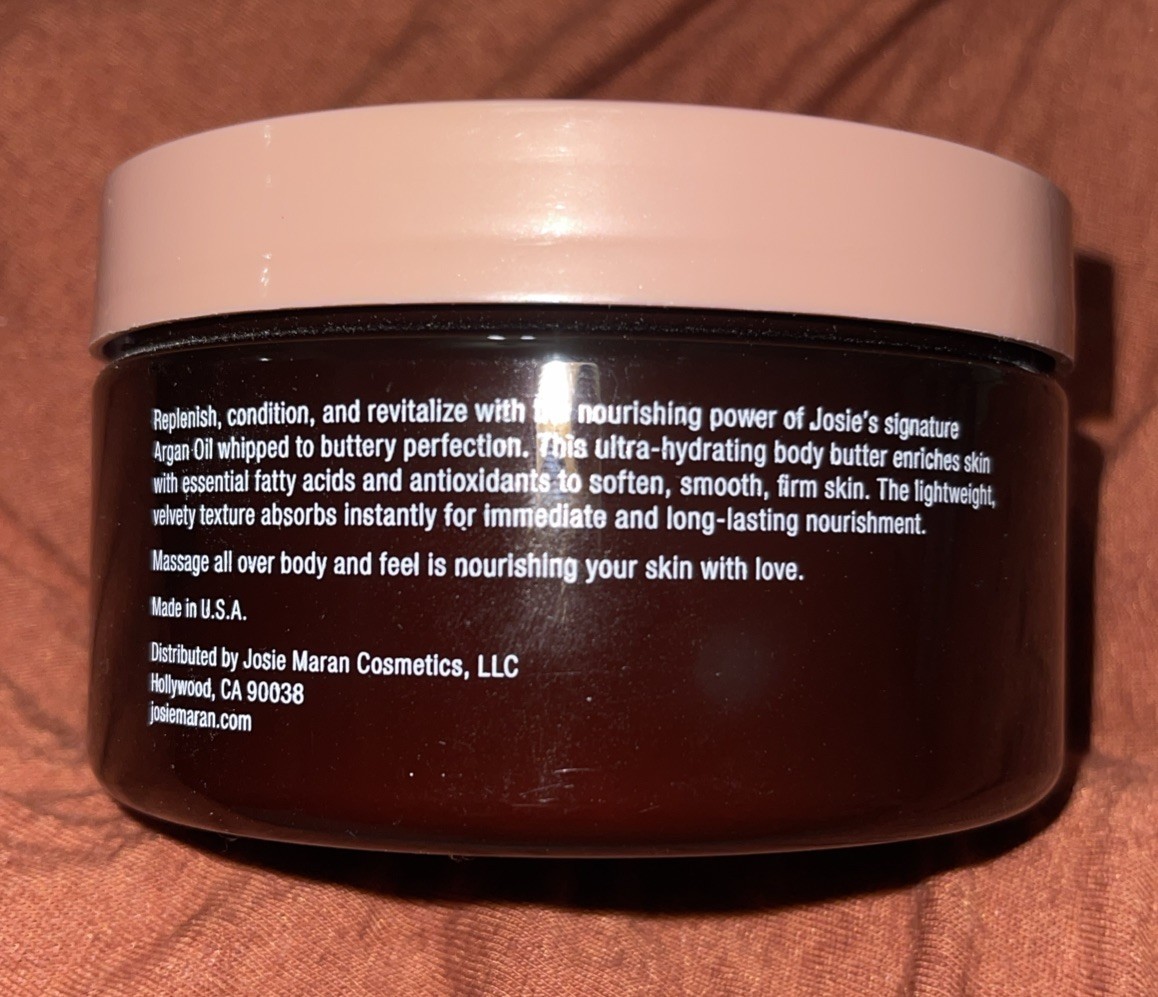 Replenish, condition, and revitalize with the nourishing power of Josie's signature
Argan Oil whipped to buttery perfection. This ultra-hydrating body butter enriches skin
with essential fatty acids and antioxidants to soften, smooth, firm skin. The lightweight,
velvety texture absorbs instantly for immediate and long-lasting nourishment.
Massage all over body and feel is nourishing your skin with love.
Made in U.S.A.
Distributed by Josie Maran Cosmetics, LLC
Hollywood, CA 90038
josiemaran.com